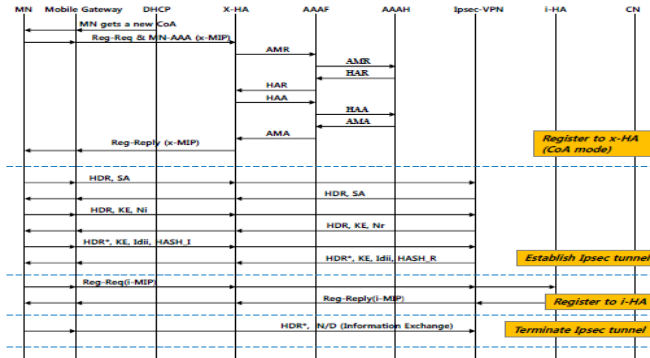 MN Mobile Gateway DHCP X-HA AAAF AAAH Ipsec-VPN i-HA CN
MN gets a new CoA
Reg-Req & MN-AAA (x-MIP)
AMR
AMR
HAR
HAR
HAA
HAA
AMA
AMA
Reg-Reply (x-MIP)
Register to x-HA
(CoA mode)
HDR, SA
HDR, SA
HDR, KE, Ni
HDR, KE, Nr
HDR*, KE, Idii, HASH_I
HDR*, KE, Idii, HASH_R
Establish Ipsec tunnel
Reg-Req(i-MIP)
Reg-Reply(i-MIP)
Register to i-HA
HDR*, N/D (Information Exchange)
Terminate Ipsec tunnel